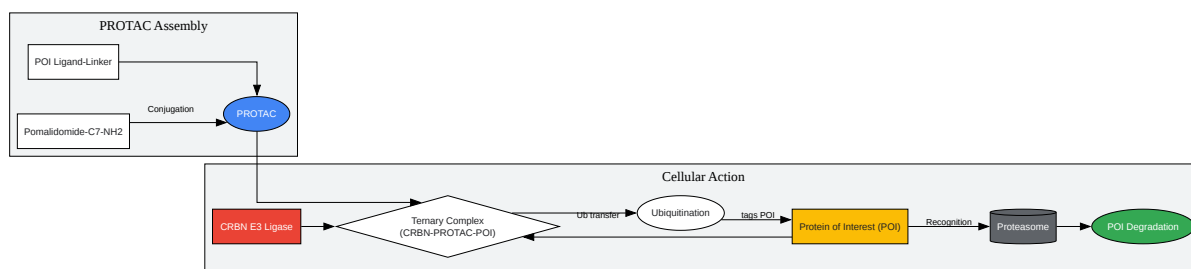 PROTAC Assembly
POI Ligand-Linker
Conjugation
PROTAC
Pomalidomide-C7-NH2
Cellular Action
CRBN E3 Ligase
Ternary Complex
(CRBN-PROTAC-POI)
Ub transfer
Ubiquitination
tags POI
Protein of Interest (POI)
Recognition
Proteasome
POI Degradation